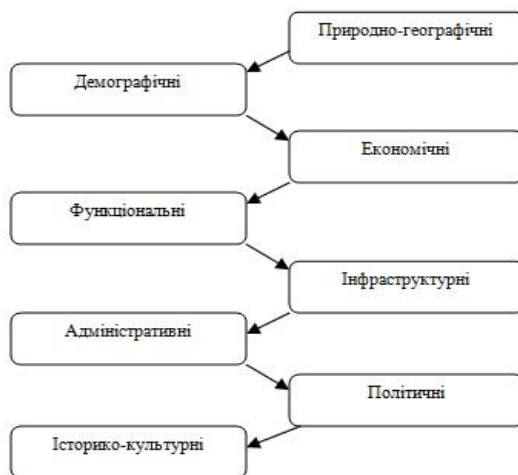 Природно-географічні
Демографічні
Економічні
Функціональні
Інфраструктурні
Адміністративні
Політичні
Історико-культурні